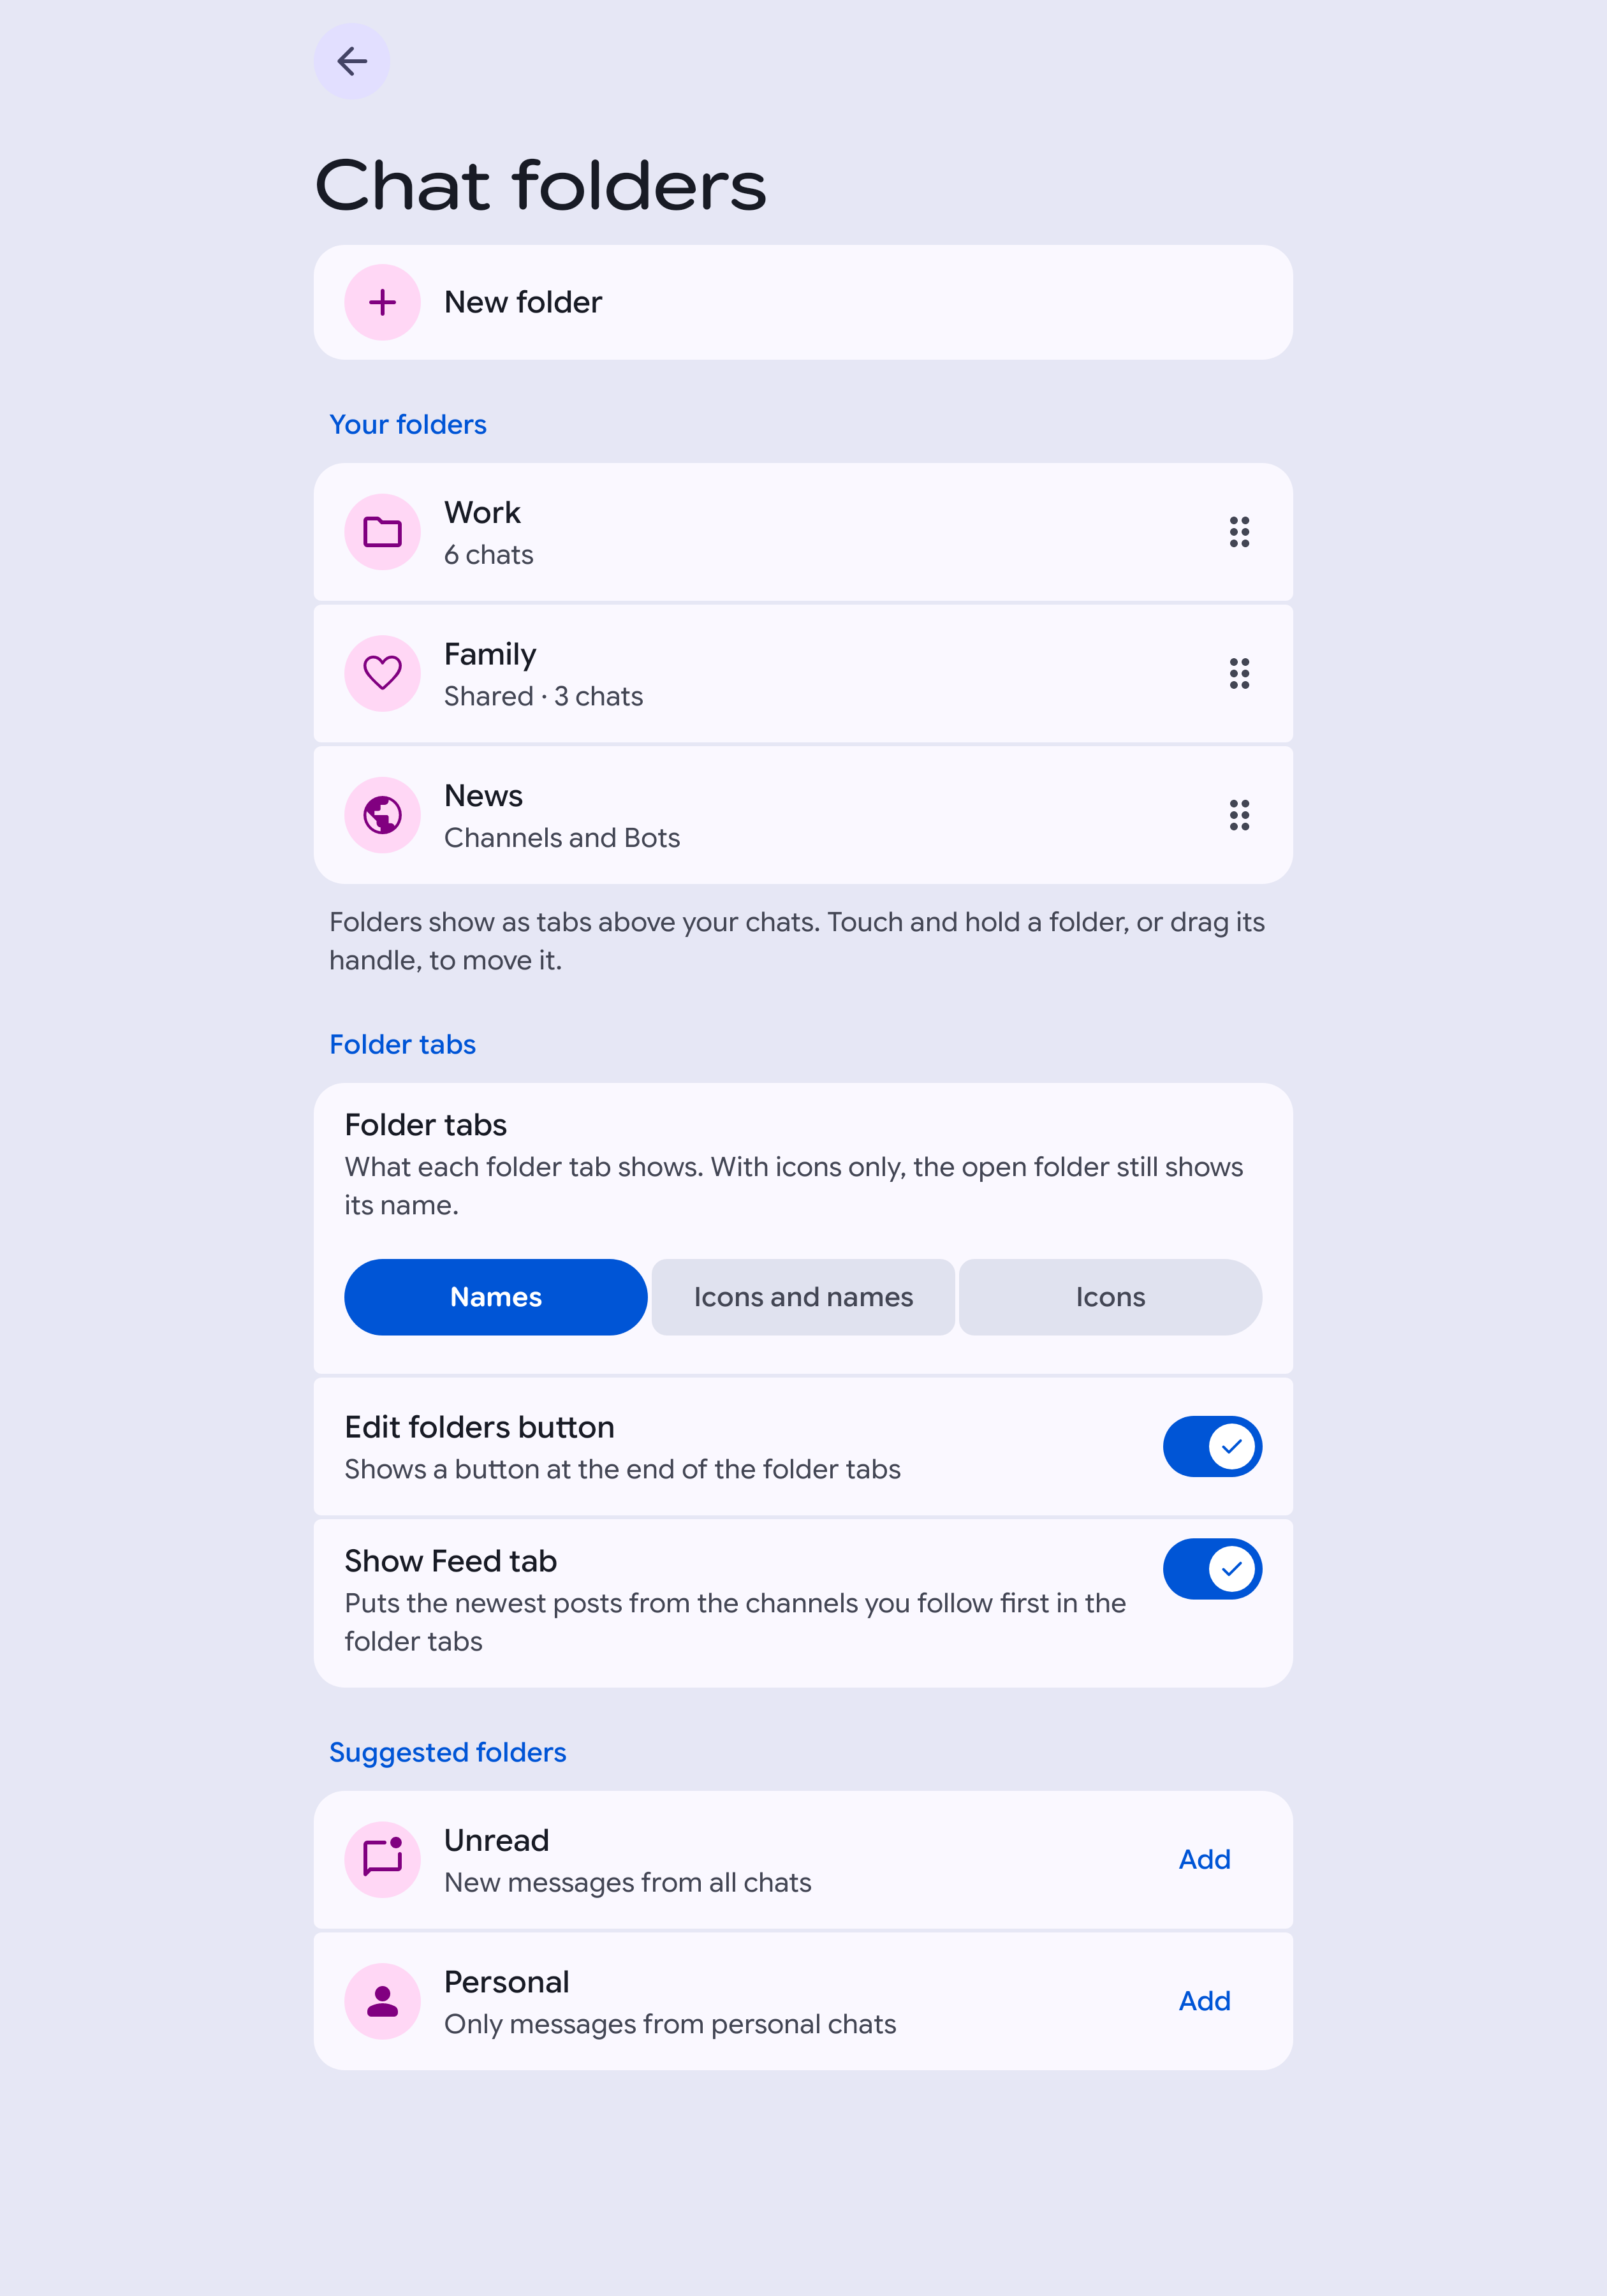 Chat folders
New folder
Your folders
Work
6 chats
Family
Shared · 3 chats
News
Channels and Bots
Folders show as tabs above your chats. Touch and hold a folder, or drag its
handle, to move it.
Folder tabs
Folder tabs
What each folder tab shows. With icons only, the open folder still shows
its name.
Names
Icons and names
Icons
Edit folders button
Shows a button at the end of the folder tabs
Show Feed tab
Puts the newest posts from the channels you follow first in the
folder tabs
Suggested folders
Unread
New messages from all chats
Add
Personal
Only messages from personal chats
Add